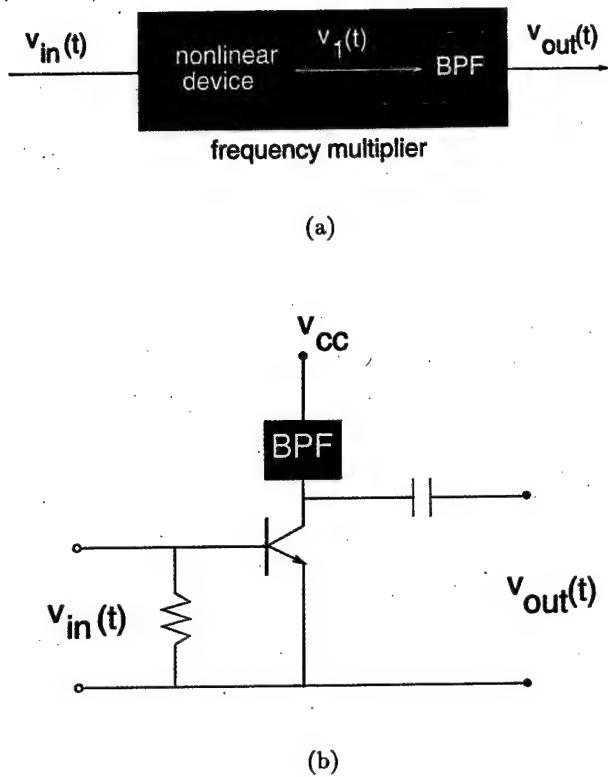 v_in(t)
nonlinear device
v_1(t)
BPF
v_out(t)
frequency multiplier
(a)
v_CC
BPF
v_in(t)
v_out(t)
(b)